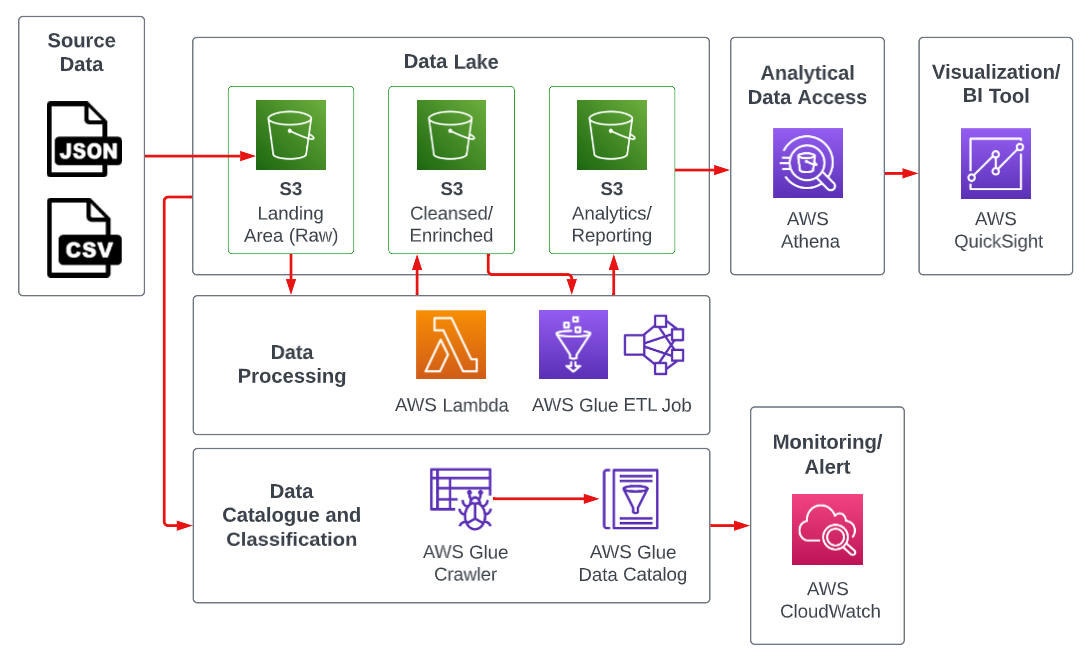 Source
Data
JSON
CSV
Data Lake
S3
Landing
Area (Raw)
S3
Cleansed/
Enrinched
S3
Analytics/
Reporting
Analytical
Data Access
AWS
Athena
Visualization/
BI Tool
AWS
QuickSight
Data
Processing
AWS Lambda
AWS Glue ETL Job
Data
Catalogue and
Classification
AWS Glue
Crawler
AWS Glue
Data Catalog
Monitoring/
Alert
AWS
CloudWatch